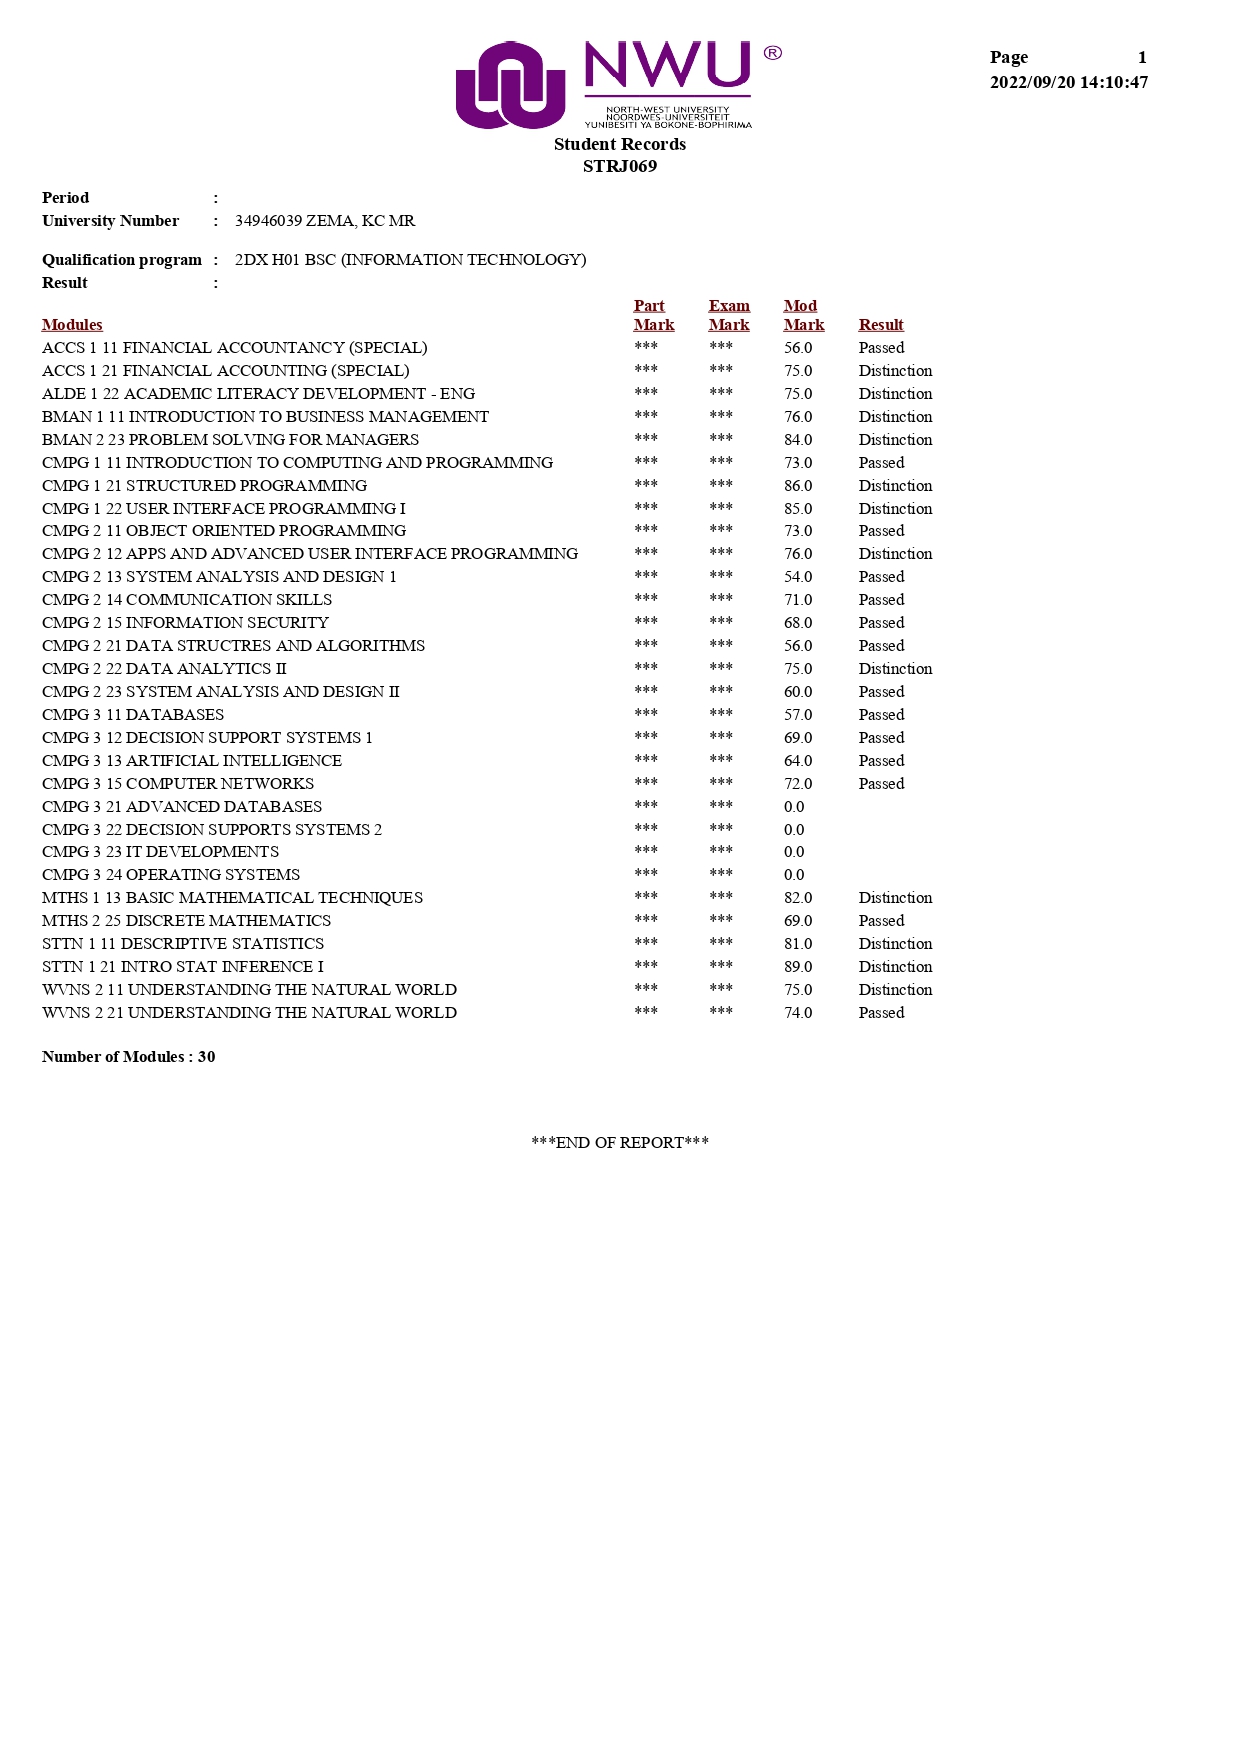 NWU ®
NORTH-WEST UNIVERSITY
NOORDWES-UNIVERSITEIT
YUNIBESITI YA BOKONE-BOPHIRIMA
Page 1
2022/09/20 14:10:47
Student Records
STRJ069
Period :
University Number : 34946039 ZEMA, KC MR
Qualification program : 2DX H01 BSC (INFORMATION TECHNOLOGY)
Result :
Part Exam Mod
Modules Mark Mark Mark Result
ACCS 1 11 FINANCIAL ACCOUNTANCY (SPECIAL) *** *** 56.0 Passed
ACCS 1 21 FINANCIAL ACCOUNTING (SPECIAL) *** *** 75.0 Distinction
ALDE 1 22 ACADEMIC LITERACY DEVELOPMENT - ENG *** *** 75.0 Distinction
BMAN 1 11 INTRODUCTION TO BUSINESS MANAGEMENT *** *** 76.0 Distinction
BMAN 2 23 PROBLEM SOLVING FOR MANAGERS *** *** 84.0 Distinction
CMPG 1 11 INTRODUCTION TO COMPUTING AND PROGRAMMING *** *** 73.0 Passed
CMPG 1 21 STRUCTURED PROGRAMMING *** *** 86.0 Distinction
CMPG 1 22 USER INTERFACE PROGRAMMING I *** *** 85.0 Distinction
CMPG 2 11 OBJECT ORIENTED PROGRAMMING *** *** 73.0 Passed
CMPG 2 12 APPS AND ADVANCED USER INTERFACE PROGRAMMING *** *** 76.0 Distinction
CMPG 2 13 SYSTEM ANALYSIS AND DESIGN 1 *** *** 54.0 Passed
CMPG 2 14 COMMUNICATION SKILLS *** *** 71.0 Passed
CMPG 2 15 INFORMATION SECURITY *** *** 68.0 Passed
CMPG 2 21 DATA STRUCTRES AND ALGORITHMS *** *** 56.0 Passed
CMPG 2 22 DATA ANALYTICS II *** *** 75.0 Distinction
CMPG 2 23 SYSTEM ANALYSIS AND DESIGN II *** *** 60.0 Passed
CMPG 3 11 DATABASES *** *** 57.0 Passed
CMPG 3 12 DECISION SUPPORT SYSTEMS 1 *** *** 69.0 Passed
CMPG 3 13 ARTIFICIAL INTELLIGENCE *** *** 64.0 Passed
CMPG 3 15 COMPUTER NETWORKS *** *** 72.0 Passed
CMPG 3 21 ADVANCED DATABASES *** *** 0.0
CMPG 3 22 DECISION SUPPORTS SYSTEMS 2 *** *** 0.0
CMPG 3 23 IT DEVELOPMENTS *** *** 0.0
CMPG 3 24 OPERATING SYSTEMS *** *** 0.0
MTHS 1 13 BASIC MATHEMATICAL TECHNIQUES *** *** 82.0 Distinction
MTHS 2 25 DISCRETE MATHEMATICS *** *** 69.0 Passed
STTN 1 11 DESCRIPTIVE STATISTICS *** *** 81.0 Distinction
STTN 1 21 INTRO STAT INFERENCE I *** *** 89.0 Distinction
WVNS 2 11 UNDERSTANDING THE NATURAL WORLD *** *** 75.0 Distinction
WVNS 2 21 UNDERSTANDING THE NATURAL WORLD *** *** 74.0 Passed
Number of Modules : 30
***END OF REPORT***